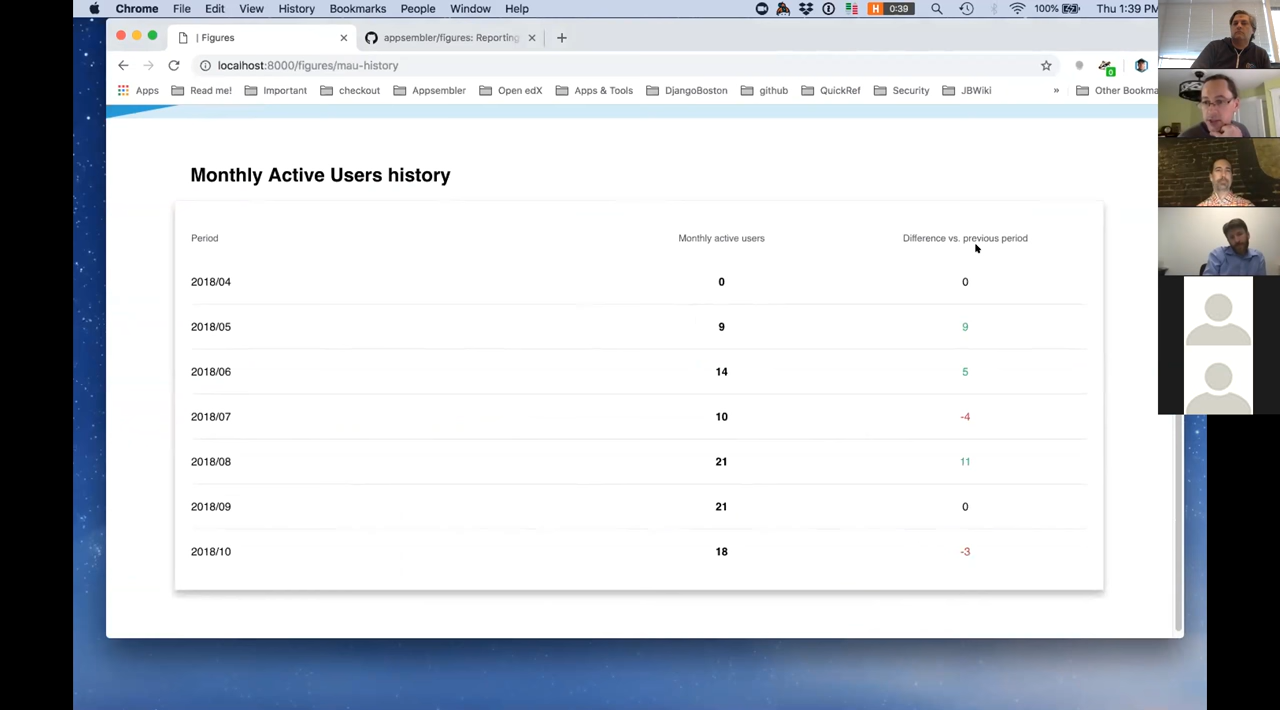 Chrome File Edit View History Bookmarks People Window Help H 0:39 100% Thu 1:39 PM
| Figures appsembler/figures: Reporting
localhost:8000/figures/mau-history 0
Apps Read me! Important checkout Appsembler Open edX Apps & Tools DjangoBoston github QuickRef Security JBWiki » Other Bookma
Monthly Active Users history
Period Monthly active users Difference vs. previous period
2018/04 0 0
2018/05 9 9
2018/06 14 5
2018/07 10 -4
2018/08 21 11
2018/09 21 0
2018/10 18 -3